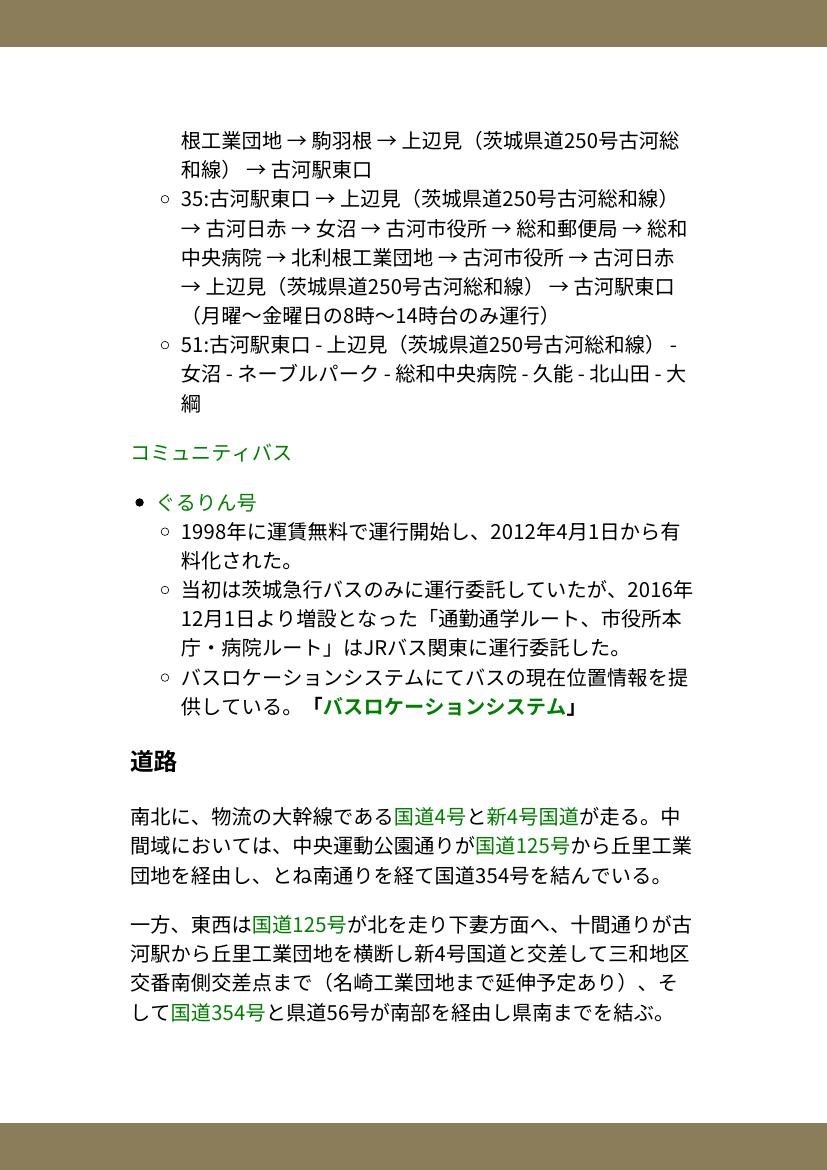 根工業団地 → 駒羽根 → 上辺見（茨城県道250号古河総
和線） → 古河駅東口
35:古河駅東口 → 上辺見（茨城県道250号古河総和線）
→ 古河日赤 → 女沼 → 古河市役所 → 総和郵便局 → 総和
中央病院 → 北利根工業団地 → 古河市役所 → 古河日赤
→ 上辺見（茨城県道250号古河総和線） → 古河駅東口
（月曜～金曜日の8時～14時台のみ運行）
51:古河駅東口 - 上辺見（茨城県道250号古河総和線） -
女沼 - ネーブルパーク - 総和中央病院 - 久能 - 北山田 - 大
綱
コミュニティバス
ぐるりん号
1998年に運賃無料で運行開始し、2012年4月1日から有
料化された。
当初は茨城急行バスのみに運行委託していたが、2016年
12月1日より増設となった「通勤通学ルート、市役所本
庁・病院ルート」はJRバス関東に運行委託した。
バスロケーションシステムにてバスの現在位置情報を提
供している。「バスロケーションシステム」
道路
南北に、物流の大幹線である国道4号と新4号国道が走る。中
間域においては、中央運動公園通りが国道125号から丘里工業
団地を経由し、とね南通りを経て国道354号を結んでいる。
一方、東西は国道125号が北を走り下妻方面へ、十間通りが古
河駅から丘里工業団地を横断し新4号国道と交差して三和地区
交番南側交差点まで（名崎工業団地まで延伸予定あり）、そ
して国道354号と県道56号が南部を経由し県南までを結ぶ。